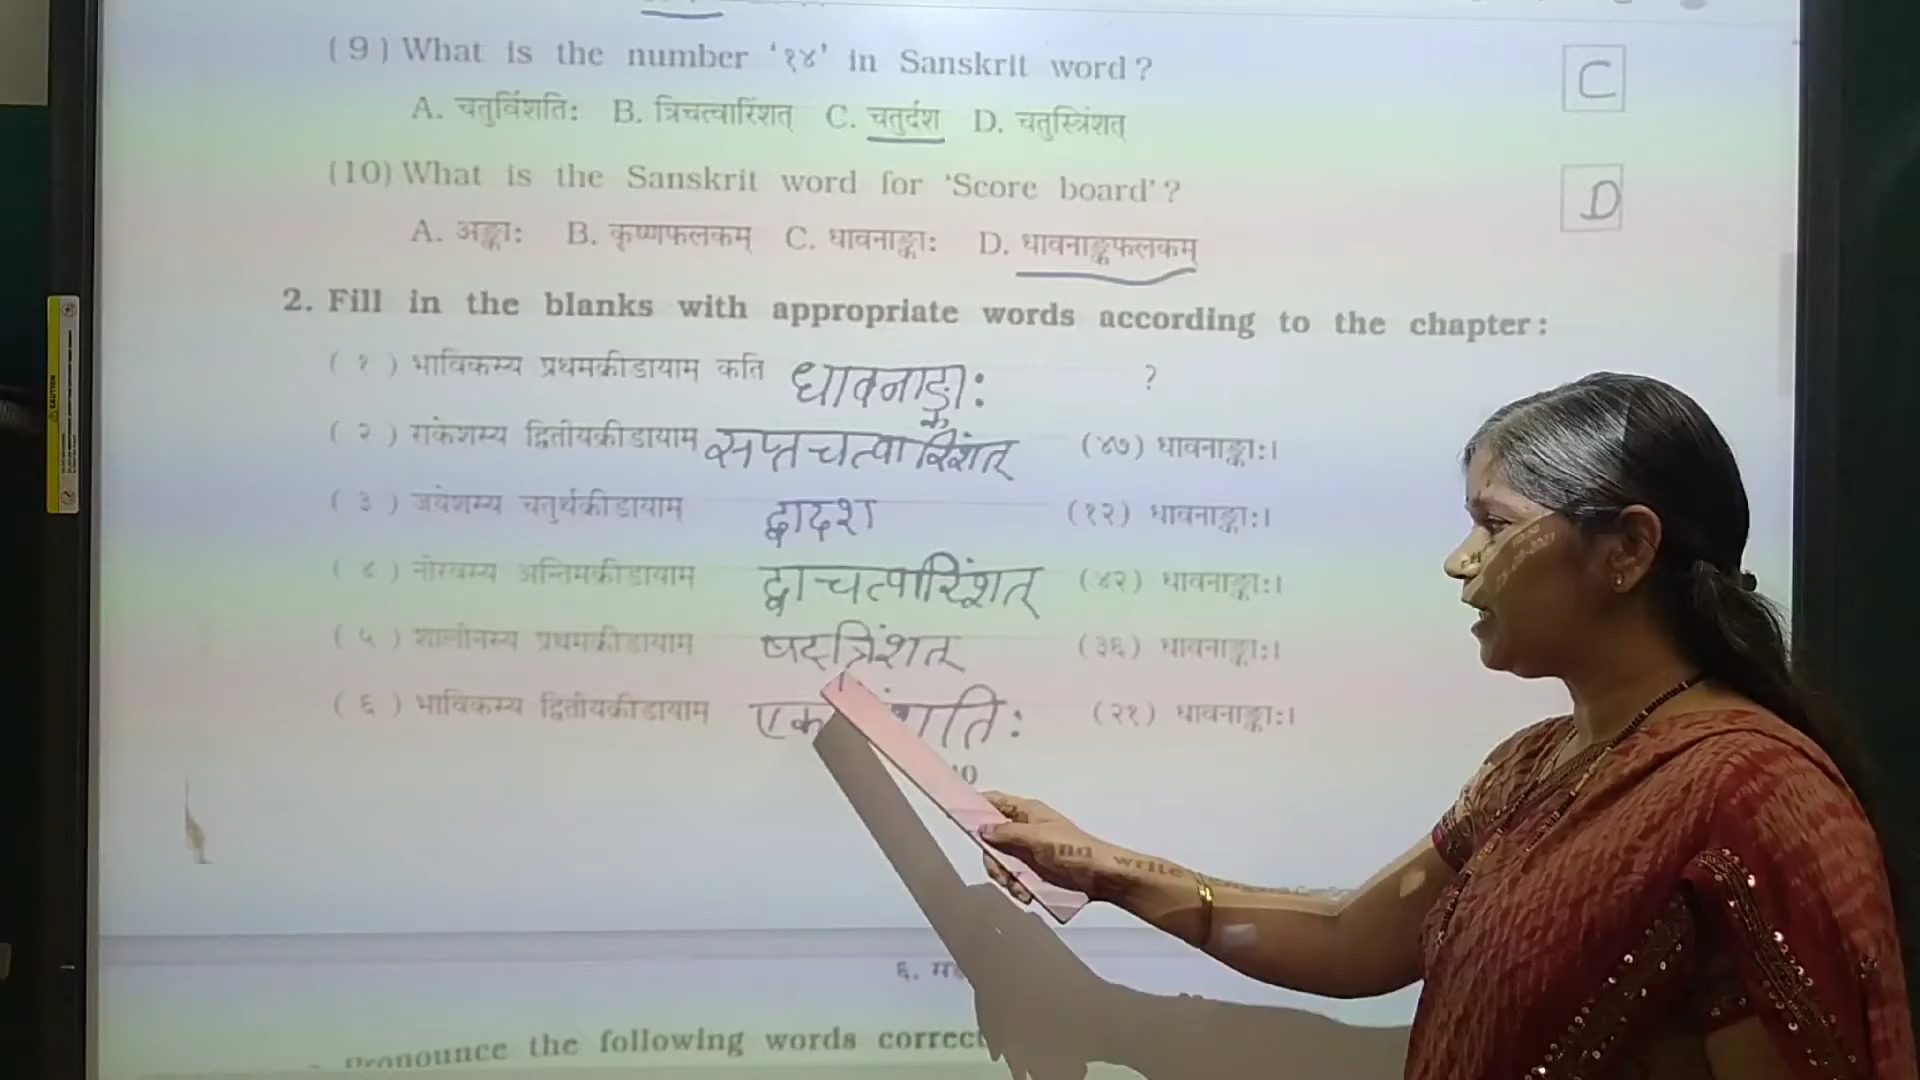 (9) What is the number '१४' in Sanskrit word?
A. चतुर्विंशतिः B. त्रिचत्वारिंशत् C. चतुर्दश D. चतुस्त्रिंशत्
C
(10) What is the Sanskrit word for 'Score board'?
A. अङ्काः B. कृष्णफलकम् C. धावनाङ्काः D. धावनाङ्कफलकम्
D
2. Fill in the blanks with appropriate words according to the chapter:
(१) भाविकस्य प्रथमक्रीडायाम् कति धावनाङ्काः ?
(२) राकेशस्य द्वितीयक्रीडायाम् सप्तचत्वारिंशत् (४७) धावनाङ्काः।
(३) जयेशस्य चतुर्थक्रीडायाम् द्वादश (१२) धावनाङ्काः।
(४) नीरवस्य अन्तिमक्रीडायाम् द्वाचत्वारिंशत् (४२) धावनाङ्काः।
(५) शालीनस्य प्रथमक्रीडायाम् षट्त्रिंशत् (३६) धावनाङ्काः।
(६) भाविकस्य द्वितीयक्रीडायाम् (२१) धावनाङ्काः।
६.
pronounce the following words
CAUTION